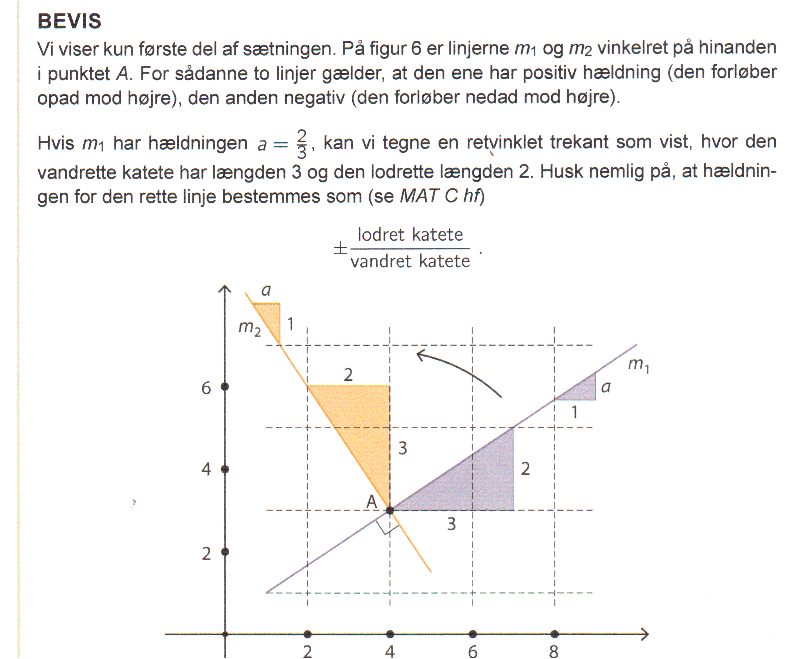 BEVIS
Vi viser kun første del af sætningen. På figur 6 er linjerne m₁ og m₂ vinkelret på hinanden
i punktet A. For sådanne to linjer gælder, at den ene har positiv hældning (den forløber
opad mod højre), den anden negativ (den forløber nedad mod højre).
Hvis m₁ har hældningen a = 2/3, kan vi tegne en retvinklet trekant som vist, hvor den
vandrette katete har længden 3 og den lodrette længden 2. Husk nemlig på, at hældnin-
gen for den rette linje bestemmes som (se MAT C hf)
± lodret katete
vandret katete .
a
m₂ 1
m₁
2
a
6
1
3
2
4
A
3
2
2 4 6 8